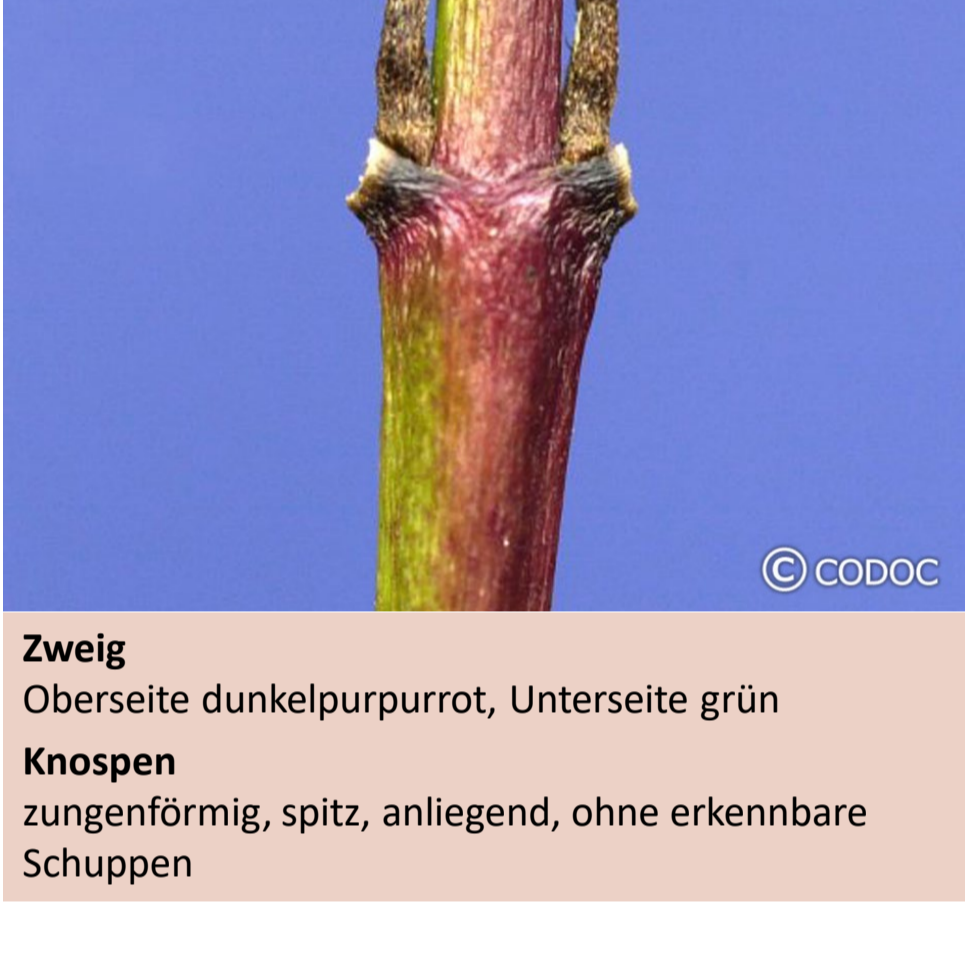 © CODOC
Zweig
Oberseite dunkelpurpurrot, Unterseite grün
Knospen
zungenförmig, spitz, anliegend, ohne erkennbare
Schuppen